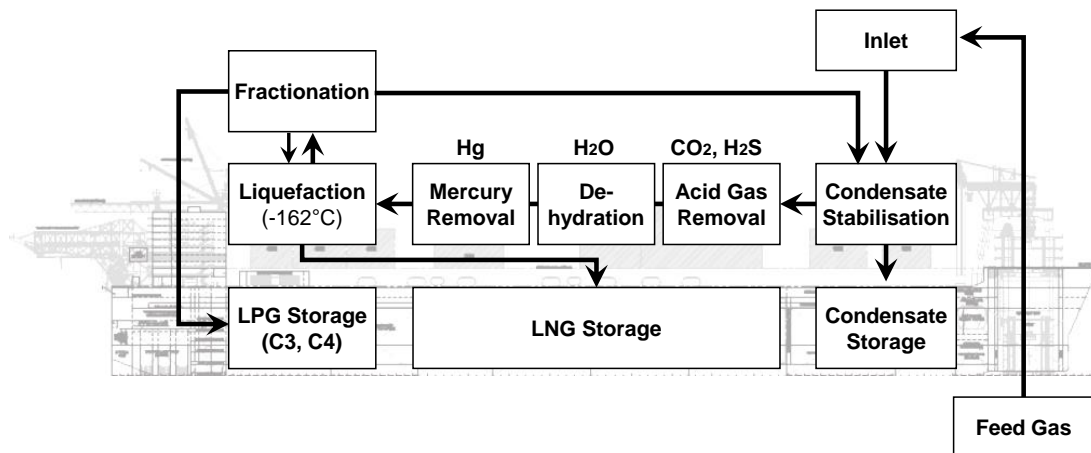 Inlet
Fractionation
Hg
H2O
CO2, H2S
Liquefaction
(-162°C)
Mercury
Removal
De-
hydration
Acid Gas
Removal
Condensate
Stabilisation
LPG Storage
(C3, C4)
LNG Storage
Condensate
Storage
Feed Gas